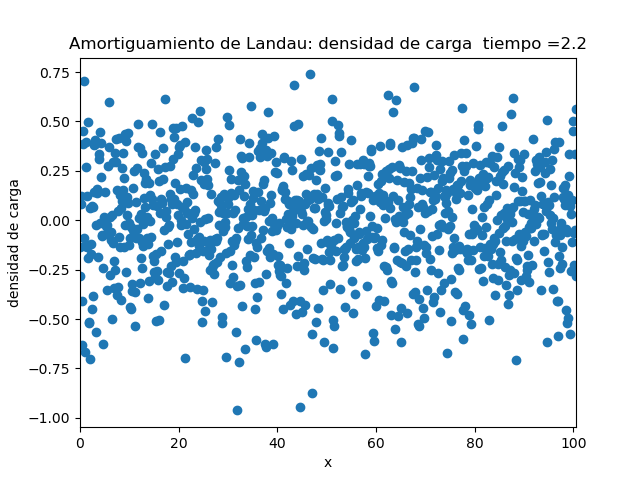 Amortiguamiento de Landau: densidad de carga  tiempo =2.2
densidad de carga
0.75
0.50
0.25
0.00
−0.25
−0.50
−0.75
−1.00
0 20 40 60 80 100
x